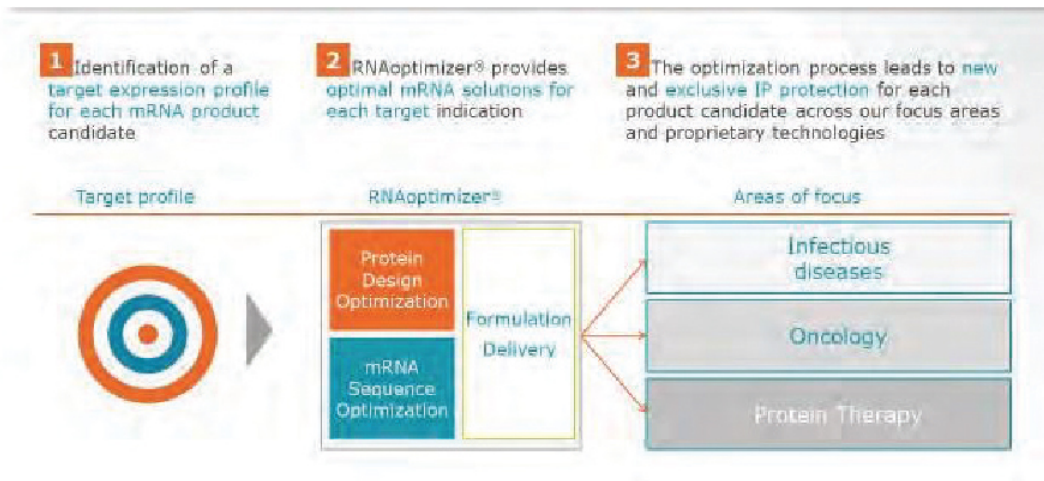 1 Identification of a
target expression profile
for each mRNA product
candidate
2 RNAoptimizer® provides
optimal mRNA solutions for
each target indication
3 The optimization process leads to new
and exclusive IP protection for each
product candidate across our focus areas
and proprietary technologies
Target profile
RNAoptimizer®
Areas of focus
Protein
Design
Optimization
mRNA
Sequence
Optimization
Formulation
Delivery
Infectious
diseases
Oncology
Protein Therapy